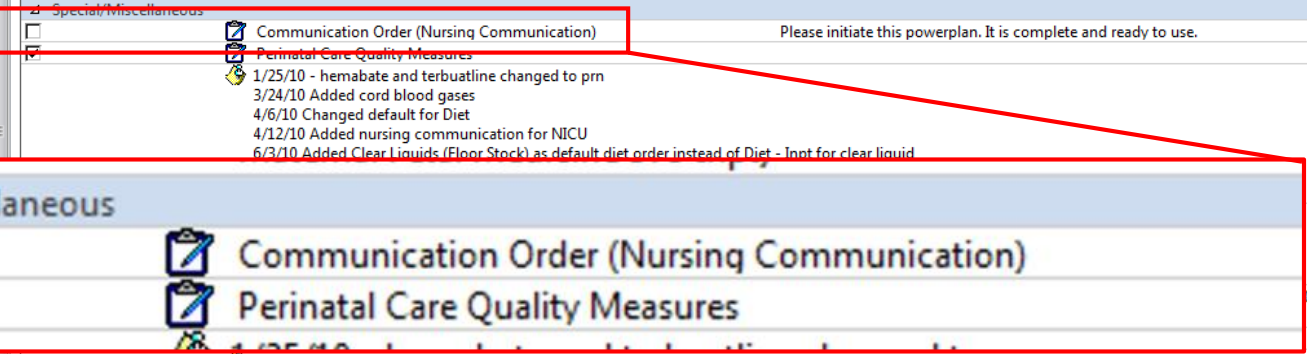 Special/Miscellaneous
Communication Order (Nursing Communication) Please initiate this powerplan. It is complete and ready to use.
Perinatal Care Quality Measures
1/25/10 - hemabate and terbuatline changed to prn
3/24/10 Added cord blood gases
4/6/10 Changed default for Diet
4/12/10 Added nursing communication for NICU
6/3/10 Added Clear Liquids (Floor Stock) as default diet order instead of Diet - Inpt for clear liquid
laneous
Communication Order (Nursing Communication)
Perinatal Care Quality Measures